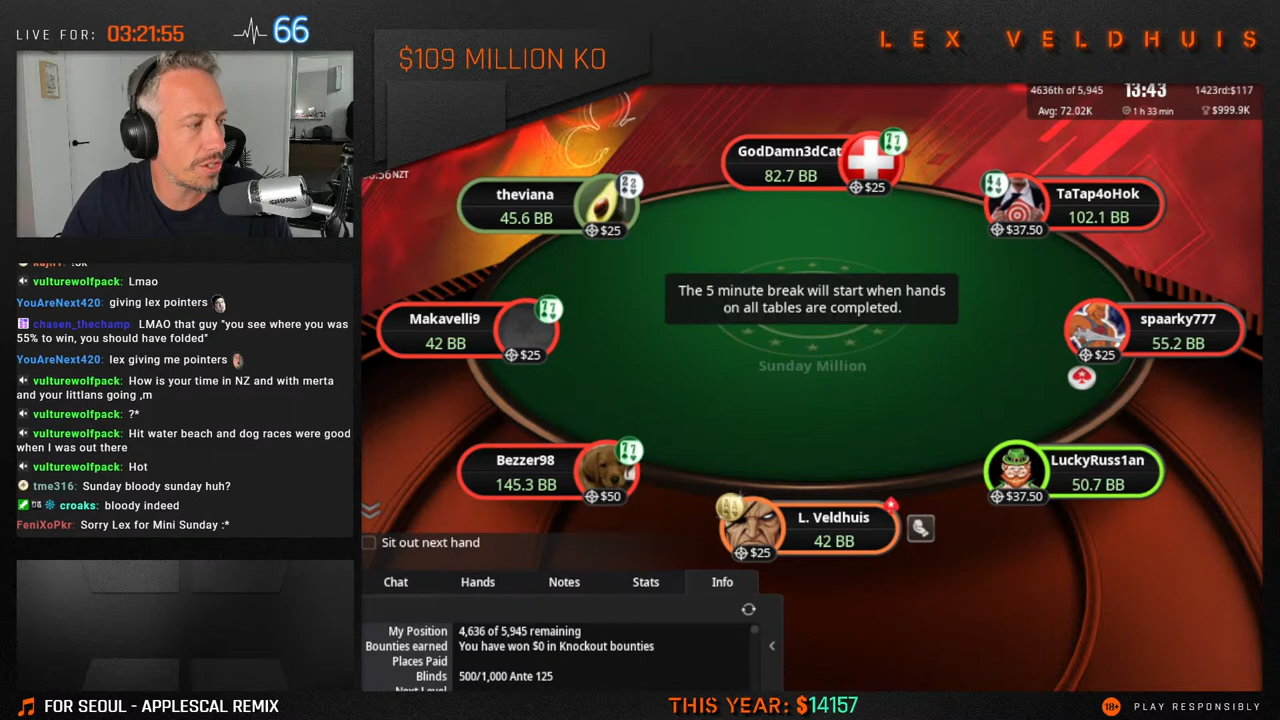 LIVE FOR: 03:21:55 66
$109 MILLION KO
LEX VELDHUIS
4636th of 5,945 13:43 1423rd:$117
Avg: 72.02K 1 h 33 min $999.9K
GodDamn3dCat
82.7 BB
$25
theviana
45.6 BB
$25
TaTap4oHok
102.1 BB
$37.50
The 5 minute break will start when hands
on all tables are completed.
Sunday Million
Makavelli9
42 BB
$25
spaarky777
55.2 BB
$25
Bezzer98
145.3 BB
$50
LuckyRuss1an
50.7 BB
$37.50
L. Veldhuis
42 BB
$25
Sit out next hand
Chat Hands Notes Stats Info
My Position 4,636 of 5,945 remaining
Bounties earned You have won $0 in Knockout bounties
Places Paid
Blinds 500/1,000 Ante 125
vulturewolfpack: Lmao
YouAreNext420: giving lex pointers
chasen_thechamp: LMAO that guy "you see where you was
55% to win, you should have folded"
YouAreNext420: lex giving me pointers
vulturewolfpack: How is your time in NZ and with merta
and your littlans going ,m
vulturewolfpack: ?*
vulturewolfpack: Hit water beach and dog races were good
when I was out there
vulturewolfpack: Hot
tme316: Sunday bloody sunday huh?
croaks: bloody indeed
FeniXoPkr: Sorry Lex for Mini Sunday :*
FOR SEOUL - APPLESCAL REMIX
THIS YEAR: $14157
18+ PLAY RESPONSIBLY